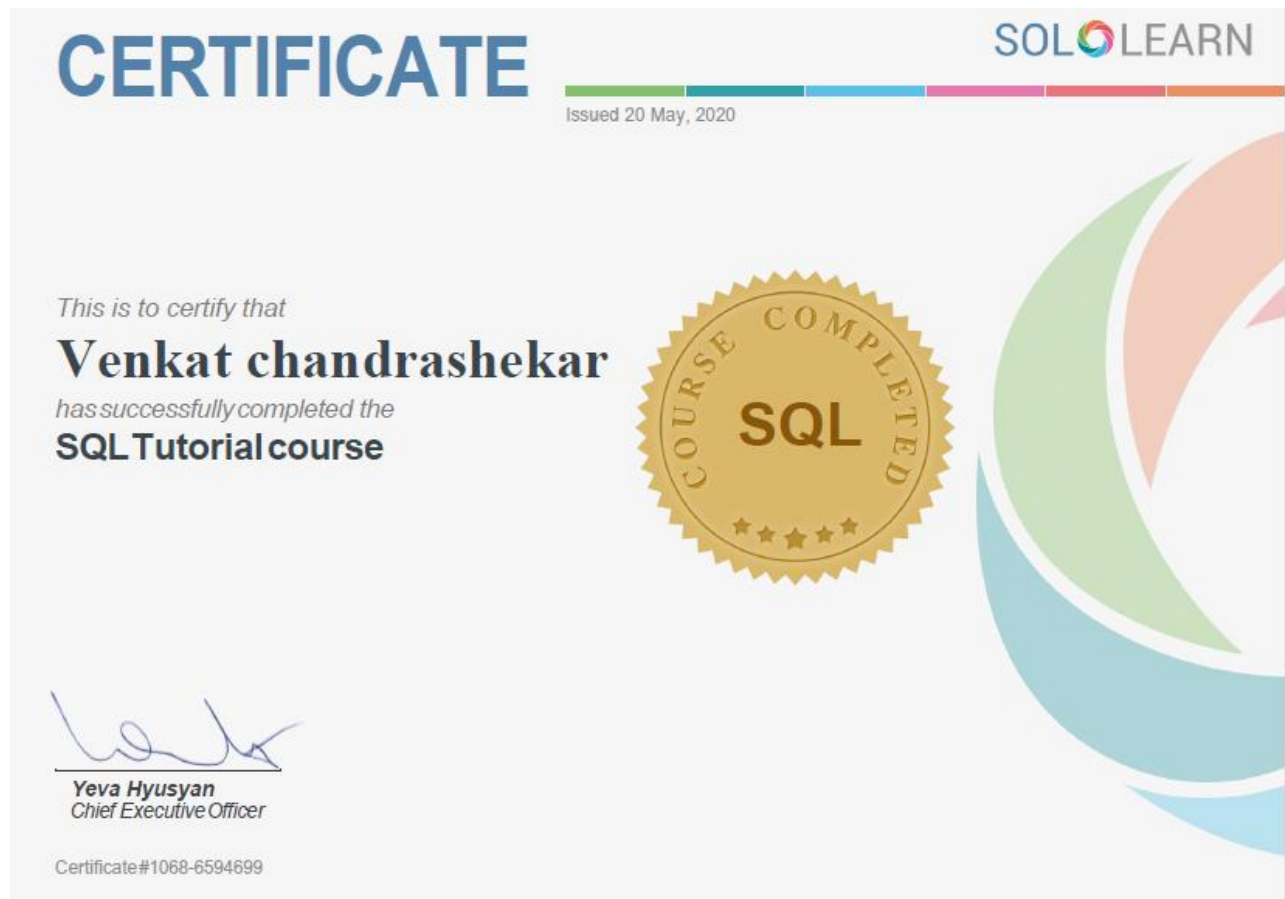 CERTIFICATE
SOLOLEARN
Issued 20 May, 2020
This is to certify that
Venkat chandrashekar
has successfully completed the
SQL Tutorial course
COURSE COMPLETED
SQL
Yeva Hyusyan
Chief Executive Officer
Certificate #1068-6594699